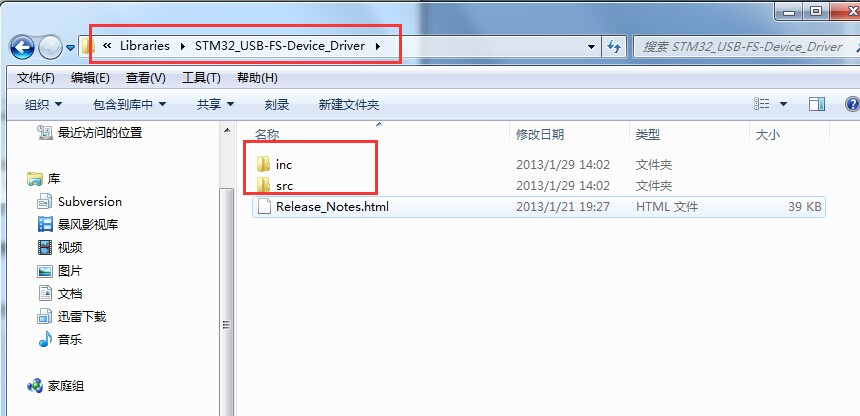 « Libraries ▸ STM32_USB-FS-Device_Driver ▸
搜索 STM32_USB-FS-Device_Driver
文件(F) 编辑(E) 查看(V) 工具(T) 帮助(H)
组织 包含到库中 共享 刻录 新建文件夹
最近访问的位置
库
Subversion
暴风影视库
视频
图片
文档
迅雷下载
音乐
家庭组
名称 修改日期 类型 大小
inc 2013/1/29 14:02 文件夹
src 2013/1/29 14:02 文件夹
Release_Notes.html 2013/1/21 19:27 HTML 文件 39 KB